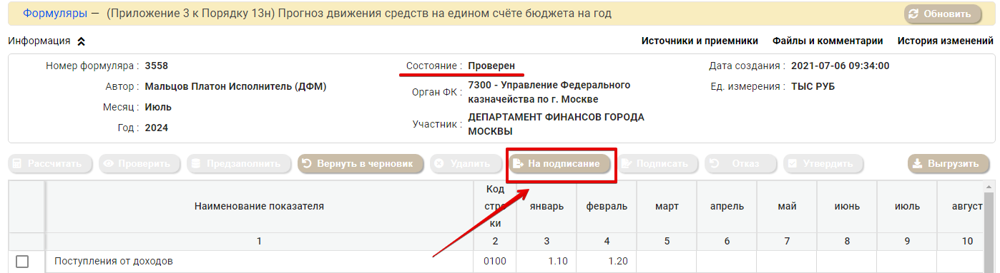 Формуляры — (Приложение 3 к Порядку 13н) Прогноз движения средств на едином счёте бюджета на год
Обновить
Информация
Источники и приемники Файлы и комментарии История изменений
Номер формуляра : 3558
Автор : Мальцов Платон Исполнитель (ДФМ)
Месяц : Июль
Год : 2024
Состояние : Проверен
Орган ФК : 7300 - Управление Федерального
казначейства по г. Москве
Участник : ДЕПАРТАМЕНТ ФИНАНСОВ ГОРОДА
МОСКВЫ
Дата создания : 2021-07-06 09:34:00
Ед. измерения : ТЫС РУБ
Рассчитать Проверить Предзаполнить Вернуть в черновик Удалить На подписание Подписать Отказ Утвердить Выгрузить
Наименование показателя
Код
стро
ки
январь февраль март апрель май июнь июль август
1 2 3 4 5 6 7 8 9 10
Поступления от доходов 0100 1.10 1.20